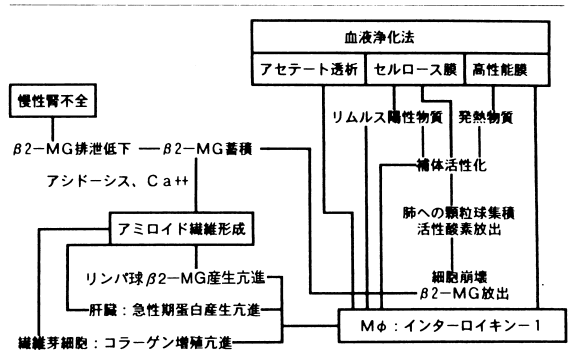 血液浄化法
アセテート透析 セルロース膜 高性能膜
慢性腎不全
リムルス陽性物質 発熱物質
β2−MG排泄低下 β2−MG蓄積
補体活性化
アシドーシス、Ca++
肺への顆粒球集積
活性酸素放出
アミロイド繊維形成
リンパ球β2−MG産生亢進
細胞崩壊
β2−MG放出
肝臓：急性期蛋白産生亢進
Mφ：インターロイキン−1
繊維芽細胞：コラーゲン増殖亢進